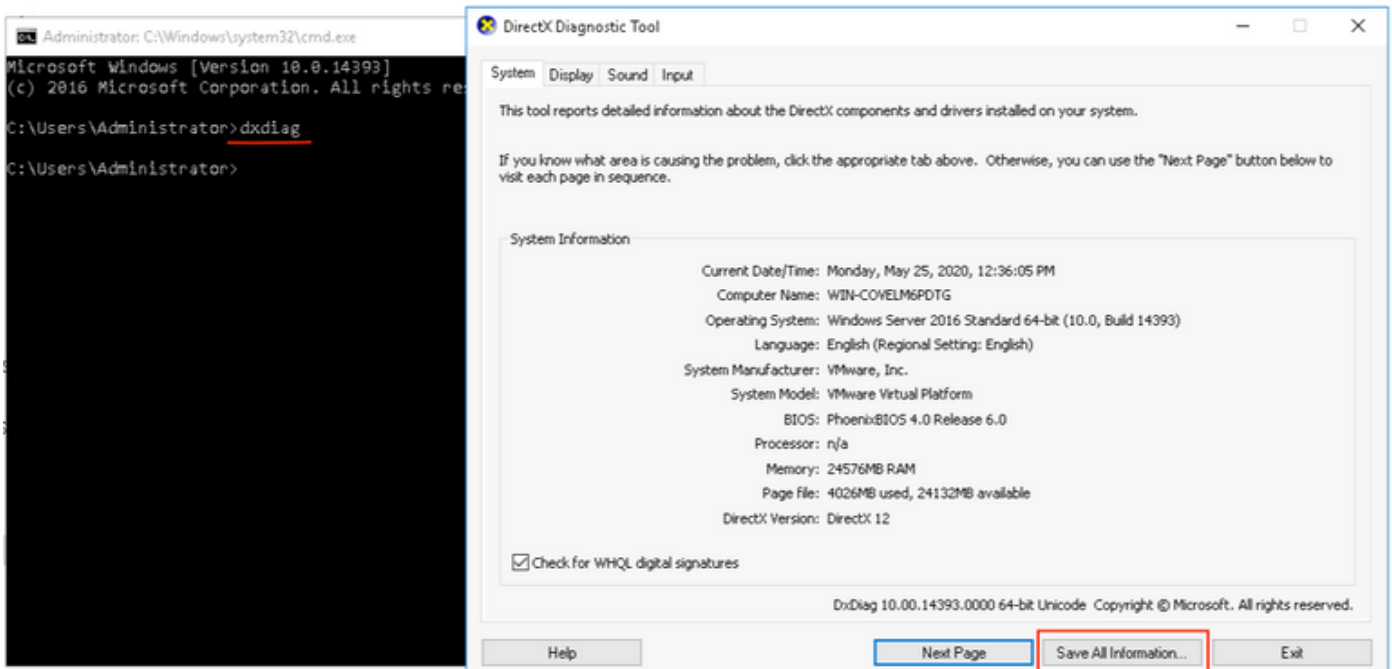 Administrator: C:\Windows\system32\cmd.exe
Microsoft Windows [Version 10.0.14393]
(c) 2016 Microsoft Corporation. All rights re
C:\Users\Administrator>dxdiag
C:\Users\Administrator>
DirectX Diagnostic Tool
System Display Sound Input
This tool reports detailed information about the DirectX components and drivers installed on your system.
If you know what area is causing the problem, click the appropriate tab above. Otherwise, you can use the "Next Page" button below to
visit each page in sequence.
System Information
Current Date/Time: Monday, May 25, 2020, 12:36:05 PM
Computer Name: WIN-COVELM6PDTG
Operating System: Windows Server 2016 Standard 64-bit (10.0, Build 14393)
Language: English (Regional Setting: English)
System Manufacturer: VMware, Inc.
System Model: VMware Virtual Platform
BIOS: PhoenixBIOS 4.0 Release 6.0
Processor: n/a
Memory: 24576MB RAM
Page file: 4026MB used, 24132MB available
DirectX Version: DirectX 12
Check for WHQL digital signatures
DxDiag 10.00.14393.0000 64-bit Unicode Copyright © Microsoft. All rights reserved.
Help Next Page Save All Information... Exit